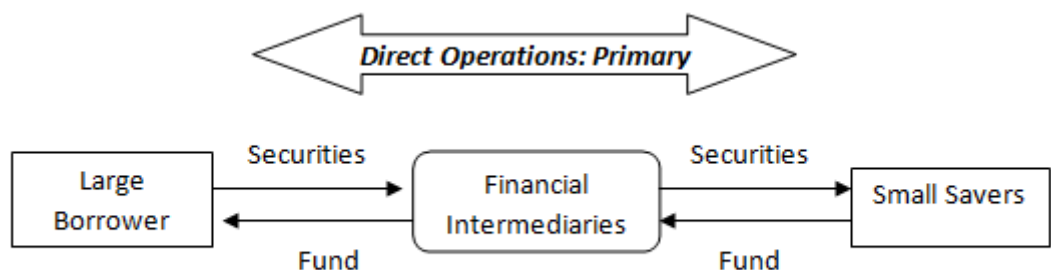 Direct Operations: Primary
Securities
Securities
Large
Borrower
Financial
Intermediaries
Small Savers
Fund
Fund